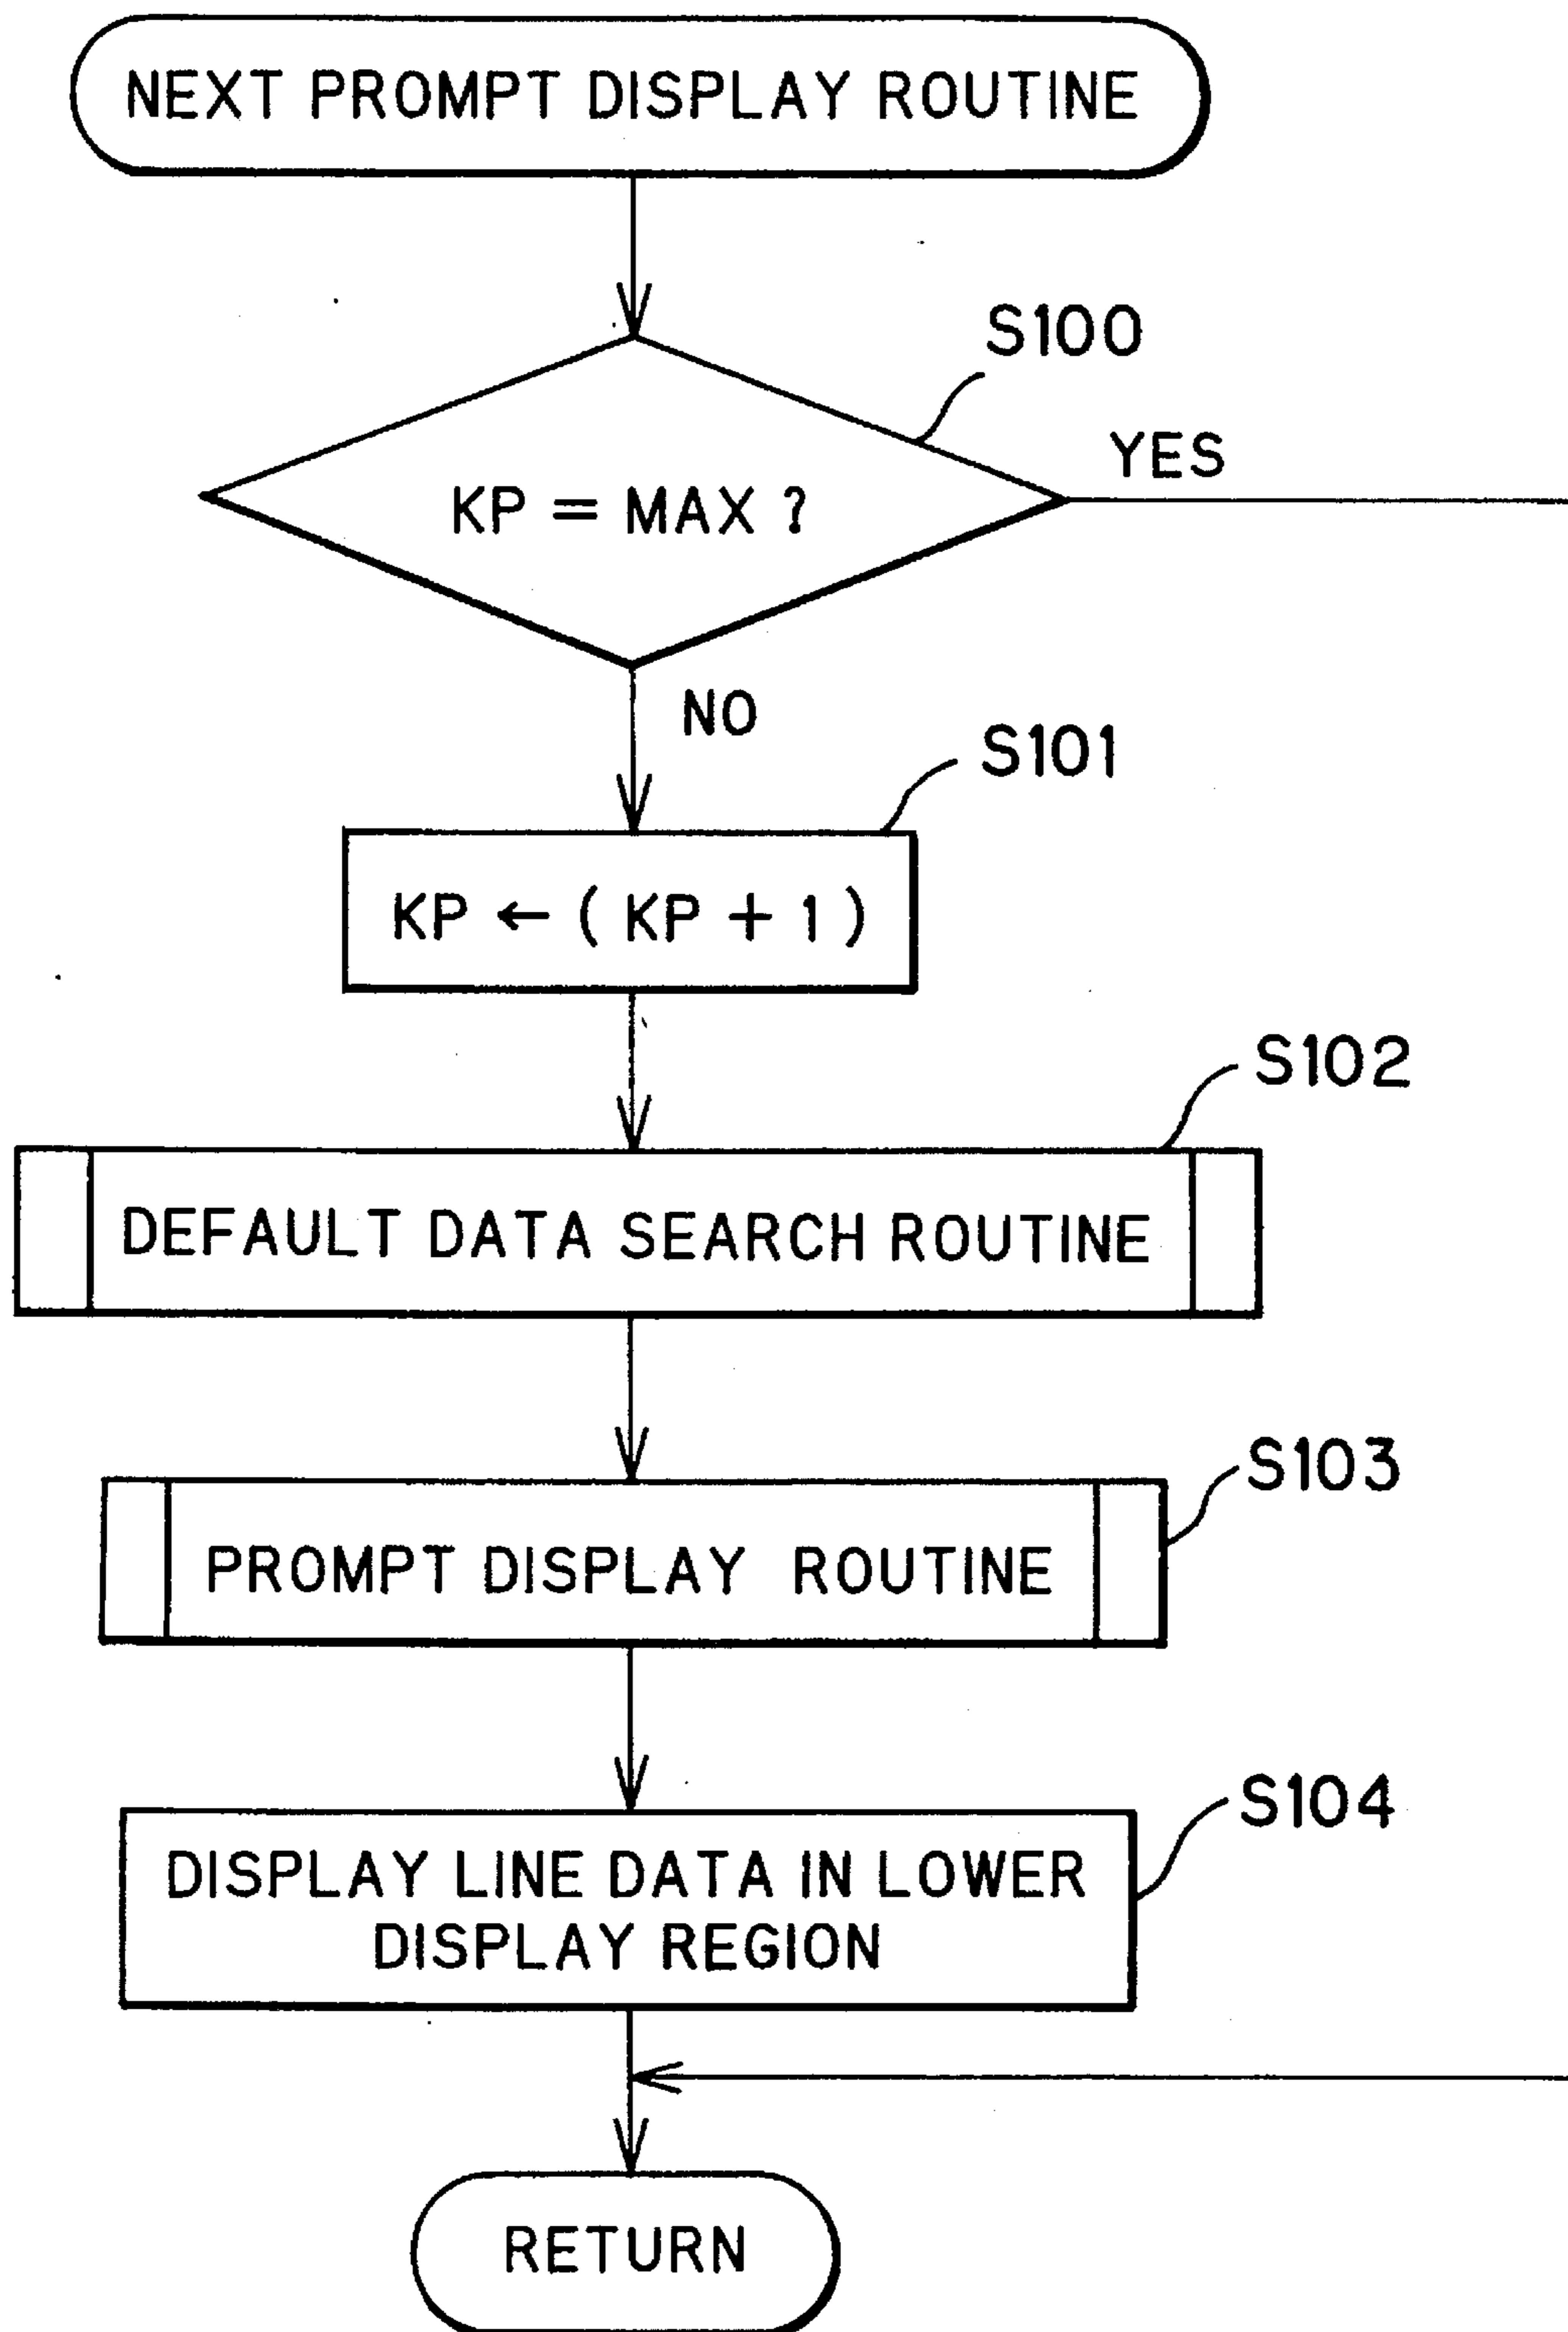 NEXT PROMPT DISPLAY ROUTINE
S100
YES
KP = MAX ?
NO
S101
KP ← ( KP + 1 )
S102
DEFAULT DATA SEARCH ROUTINE
S103
PROMPT DISPLAY ROUTINE
S104
DISPLAY LINE DATA IN LOWER
DISPLAY REGION
RETURN